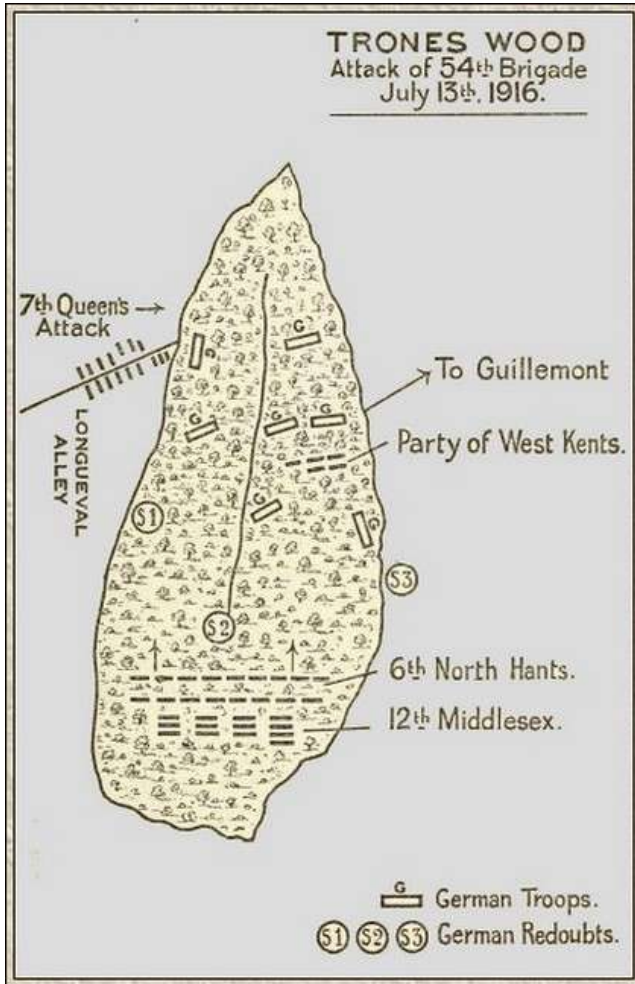 TRONES WOOD
Attack of 54th Brigade
July 13th. 1916.
7th Queen's →
Attack
LONGUEVAL
ALLEY
G
G
G
G
G
G
G
To Guillemont
Party of West Kents.
S1
S2
S3
6th North Hants.
12th Middlesex.
G
German Troops.
S1 S2 S3 German Redoubts.